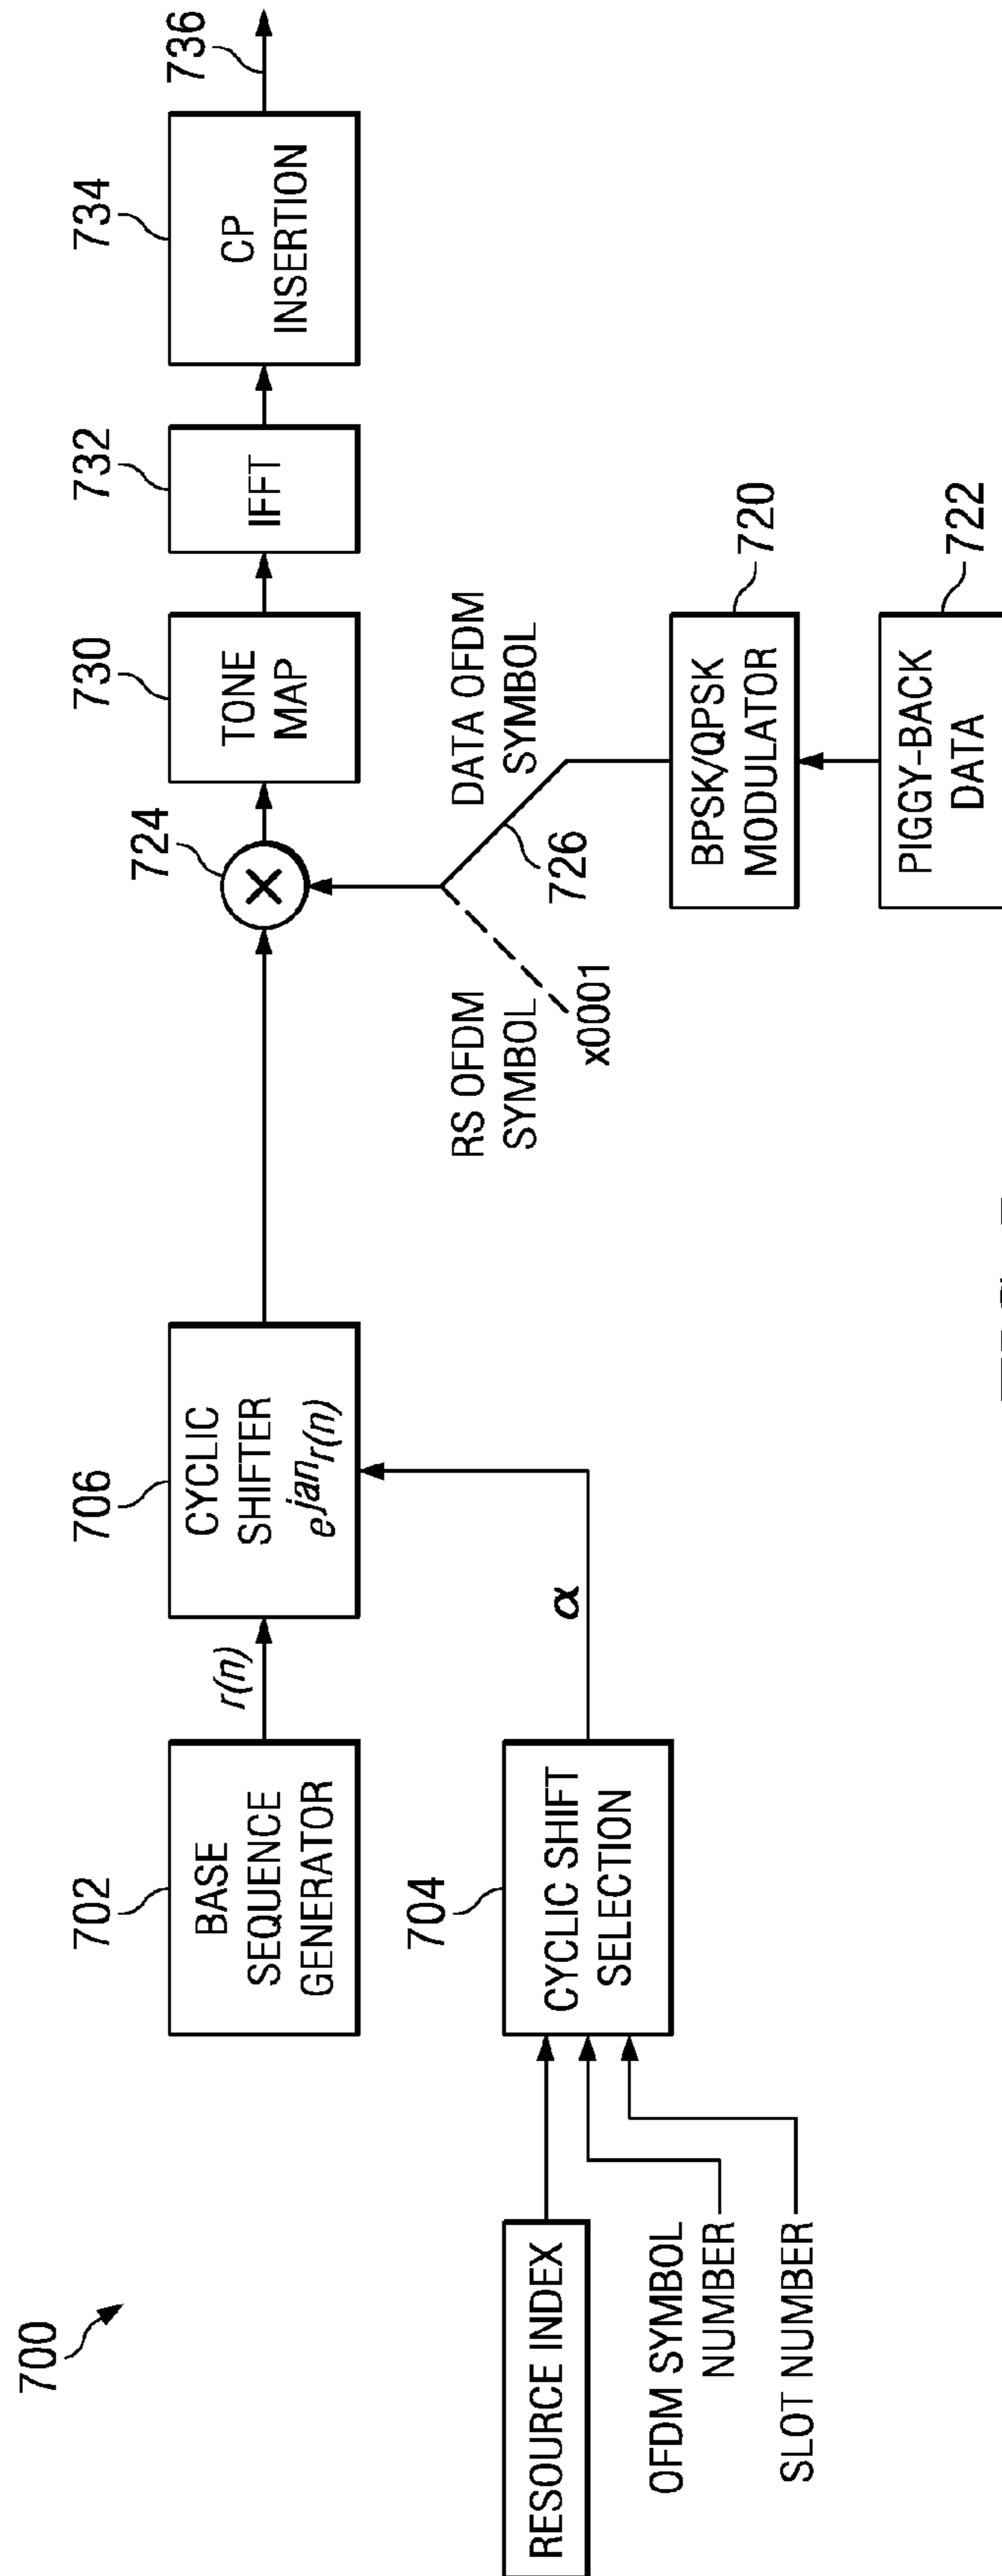 700
702
BASE
SEQUENCE
GENERATOR
r(n)
706
CYCLIC
SHIFTER
e^{jan}r(n)
724
×
730
TONE
MAP
732
IFFT
734
CP
INSERTION
736
704
CYCLIC SHIFT
SELECTION
α
RESOURCE INDEX
OFDM SYMBOL
NUMBER
SLOT NUMBER
RS OFDM
SYMBOL
x0001
DATA OFDM
SYMBOL
726
BPSK/QPSK
MODULATOR
720
PIGGY-BACK
DATA
722